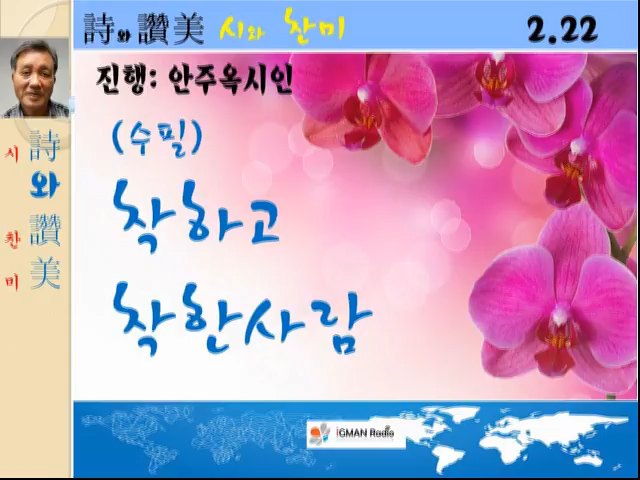 詩와 讚美 시와 찬미
2.22
진행: 안주옥시인
시 찬 미
詩와 讚美
(수필)
착하고
착한사람
iGMAN Radio